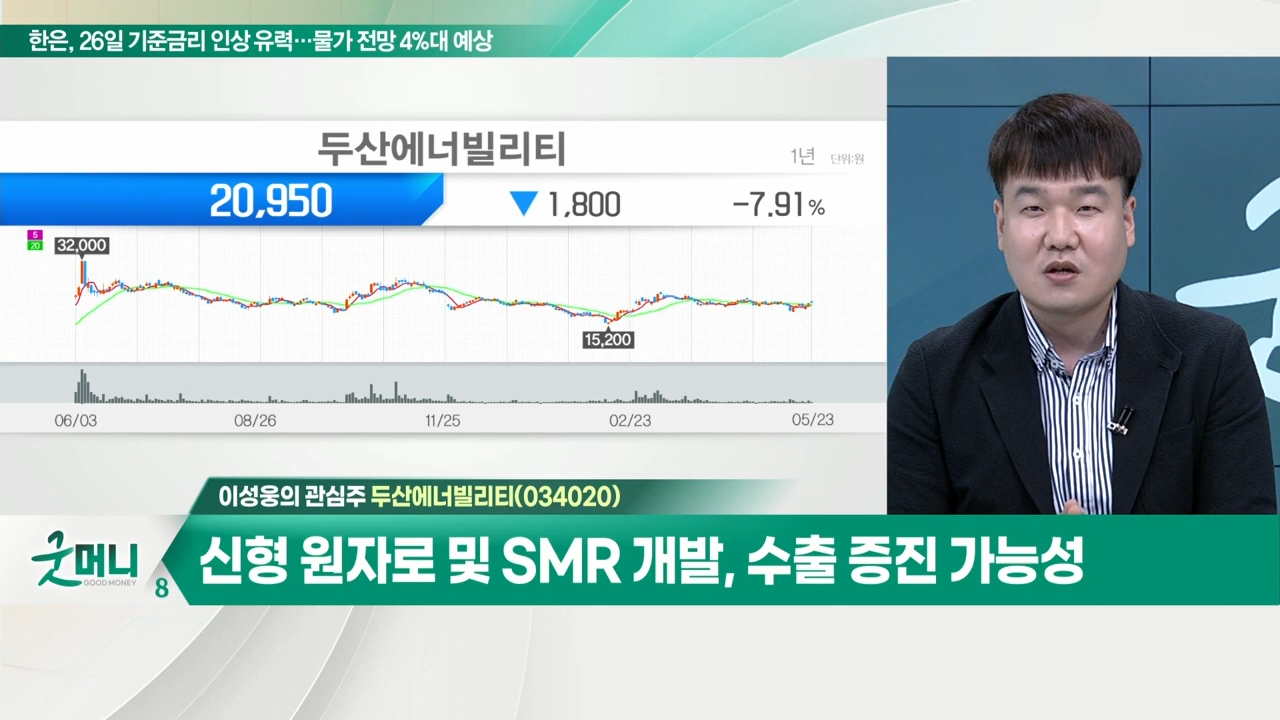 한은, 26일 기준금리 인상 유력…물가 전망 4%대 예상
두산에너빌리티
1년 단위:원
20,950 ▼ 1,800 -7.91%
5
20
32,000
15,200
06/03 08/26 11/25 02/23 05/23
이성웅의 관심주 두산에너빌리티(034020)
굿머니
GOOD MONEY
8
신형 원자로 및 SMR 개발, 수출 증진 가능성